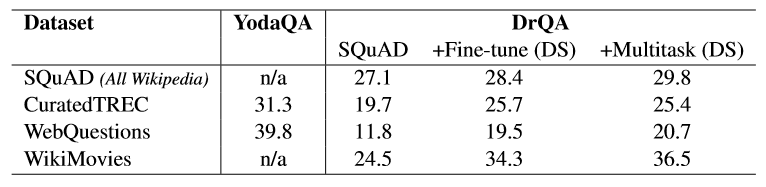 Dataset YodaQA DrQA
SQuAD +Fine-tune (DS) +Multitask (DS)
SQuAD (All Wikipedia) n/a 27.1 28.4 29.8
CuratedTREC 31.3 19.7 25.7 25.4
WebQuestions 39.8 11.8 19.5 20.7
WikiMovies n/a 24.5 34.3 36.5